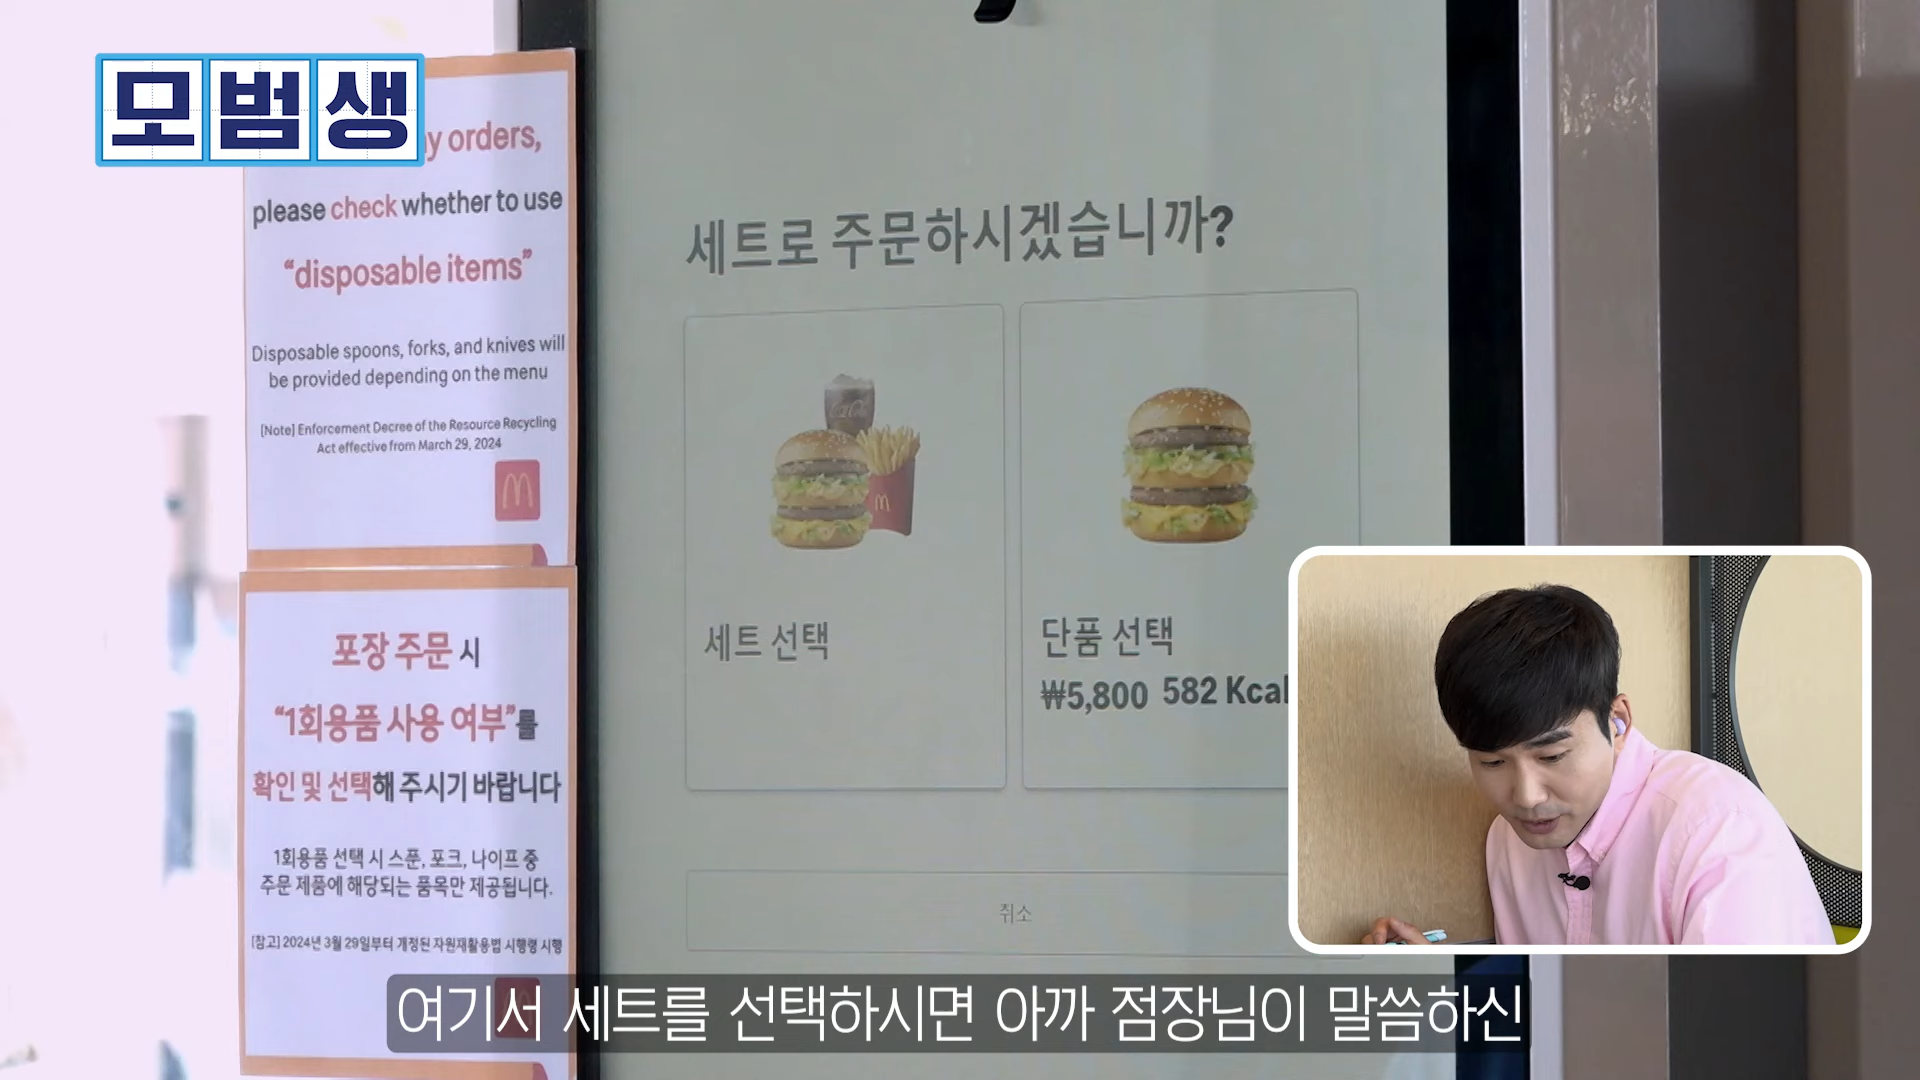 모범생
orders,
please check whether to use
“disposable items”
Disposable spoons, forks, and knives will
be provided depending on the menu
[Note] Enforcement Decree of the Resource Recycling
Act effective from March 29, 2024
포장 주문 시
“1회용품 사용 여부”를
확인 및 선택해 주시기 바랍니다
1회용품 선택 시 스푼, 포크, 나이프 중
주문 제품에 해당되는 품목만 제공됩니다.
[참고] 2024년 3월 29일부터 개정된 자원재활용법 시행령 시행
세트로 주문하시겠습니까?
세트 선택
단품 선택
₩5,800 582 Kcal
취소
여기서 세트를 선택하시면 아까 점장님이 말씀하신